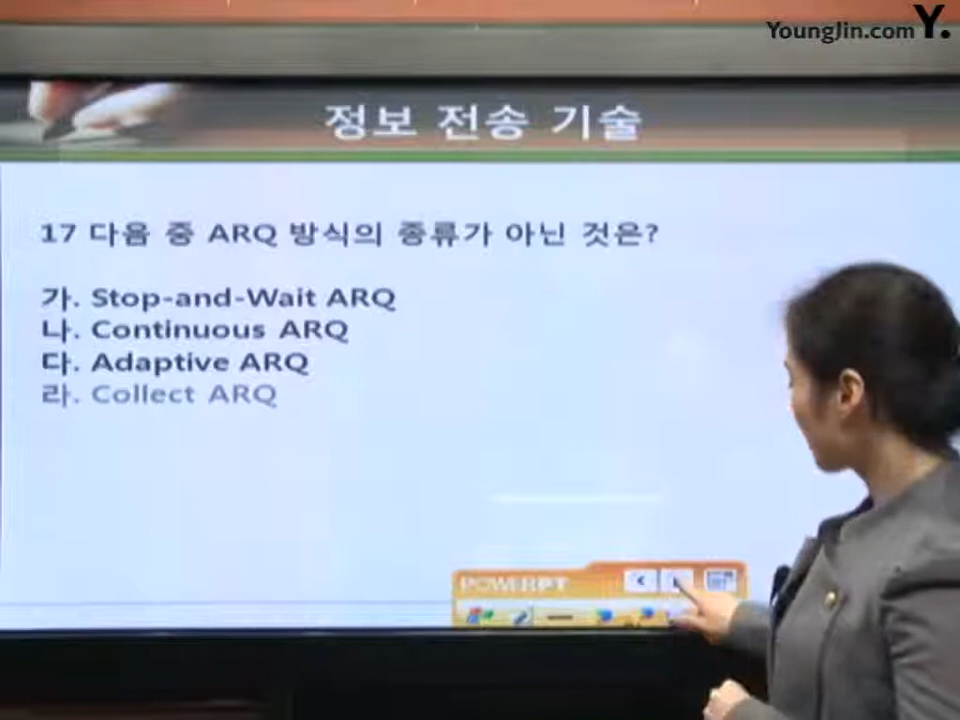 YoungJin.com Y.
정보 전송 기술
17 다음 중 ARQ 방식의 종류가 아닌 것은?
가. Stop-and-Wait ARQ
나. Continuous ARQ
다. Adaptive ARQ
라. Collect ARQ
POWERPT